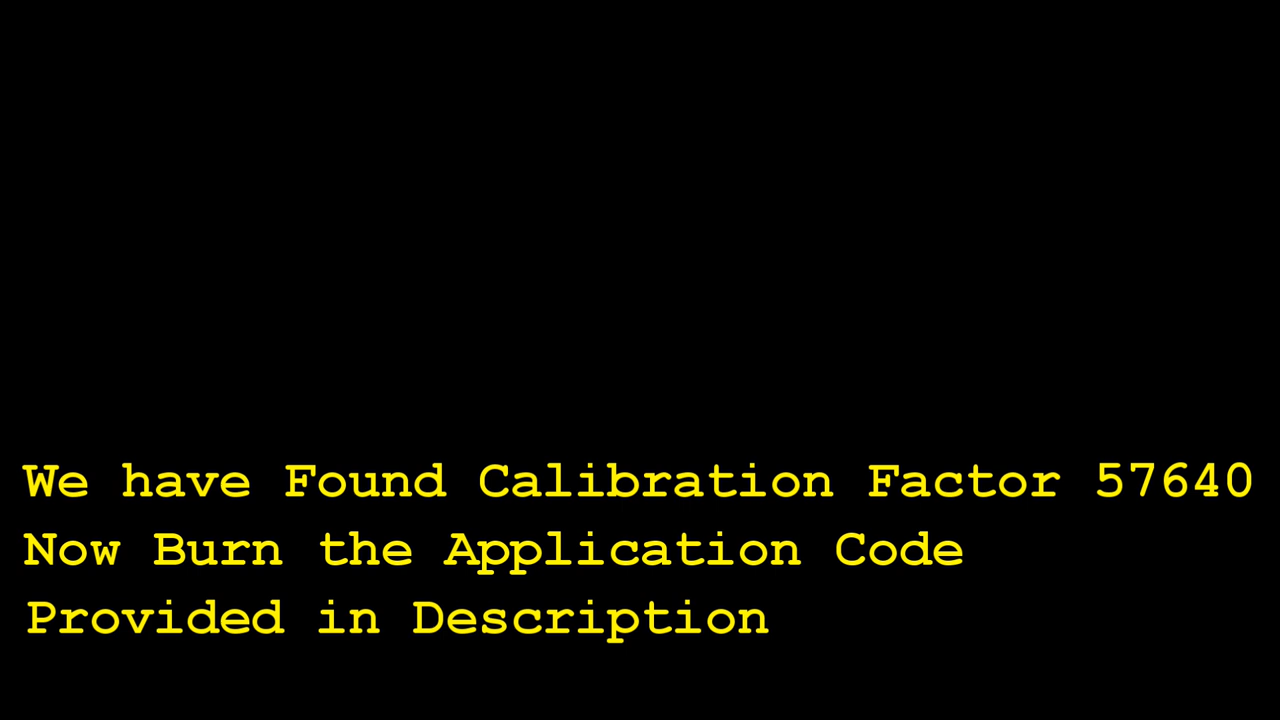 We have Found Calibration Factor 57640
Now Burn the Application Code
Provided in Description